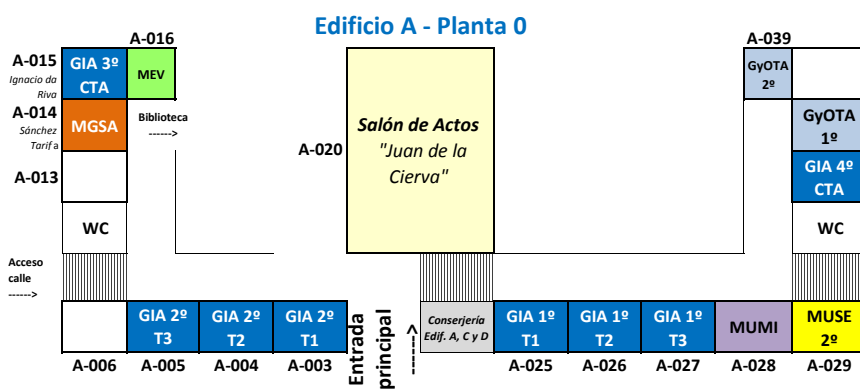 Edificio A - Planta 0
A-016
A-039
A-015
Ignacio da
Riva
GIA 3º
CTA
MEV
GyOTA
2º
A-014
Sánchez
Tarif a
MGSA
Biblioteca
------>
A-020
Salón de Actos
"Juan de la
Cierva"
GyOTA
1º
A-013
GIA 4º
CTA
WC
WC
Acceso
calle
------>
GIA 2º
T3
GIA 2º
T2
GIA 2º
T1
Entrada
principal
----->
Conserjería
Edif. A, C y D
GIA 1º
T1
GIA 1º
T2
GIA 1º
T3
MUMI
MUSE
2º
A-006
A-005
A-004
A-003
A-025
A-026
A-027
A-028
A-029